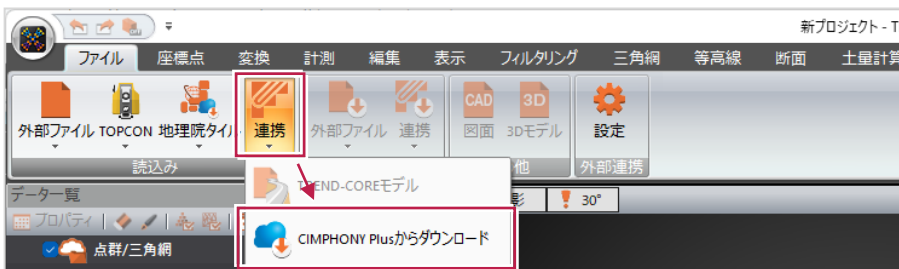 新プロジェクト - T
ファイル 座標点 変換 計測 編集 表示 フィルタリング 三角網 等高線 断面 土量計算
外部ファイル TOPCON 地理院タイル 連携 外部ファイル 連携 CAD 図面 3D 3Dモデル 設定
読込み 他 外部連携
データ一覧
TREND-COREモデル
影 30°
プロパティ
CIMPHONY Plusからダウンロード
点群/三角網